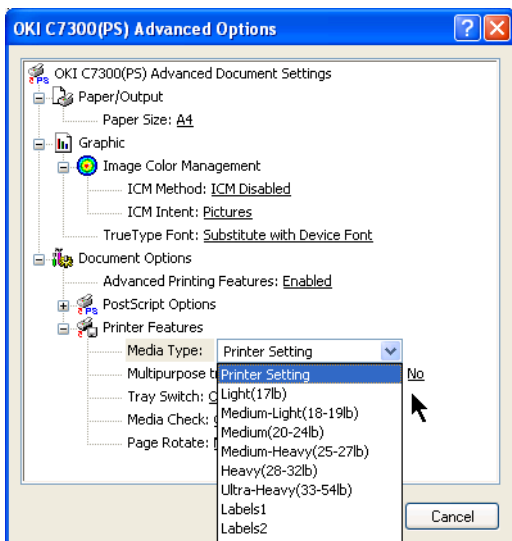 OKI C7300(PS) Advanced Options
OKI C7300(PS) Advanced Document Settings
Paper/Output
Paper Size: A4
Graphic
Image Color Management
ICM Method: ICM Disabled
ICM Intent: Pictures
TrueType Font: Substitute with Device Font
Document Options
Advanced Printing Features: Enabled
PostScript Options
Printer Features
Media Type: Printer Setting
Multipurpose No
Tray Switch:
Media Check:
Page Rotate:
Printer Setting
Light(17lb)
Medium-Light(18-19lb)
Medium(20-24lb)
Medium-Heavy(25-27lb)
Heavy(28-32lb)
Ultra-Heavy(33-54lb)
Labels1
Labels2
Cancel